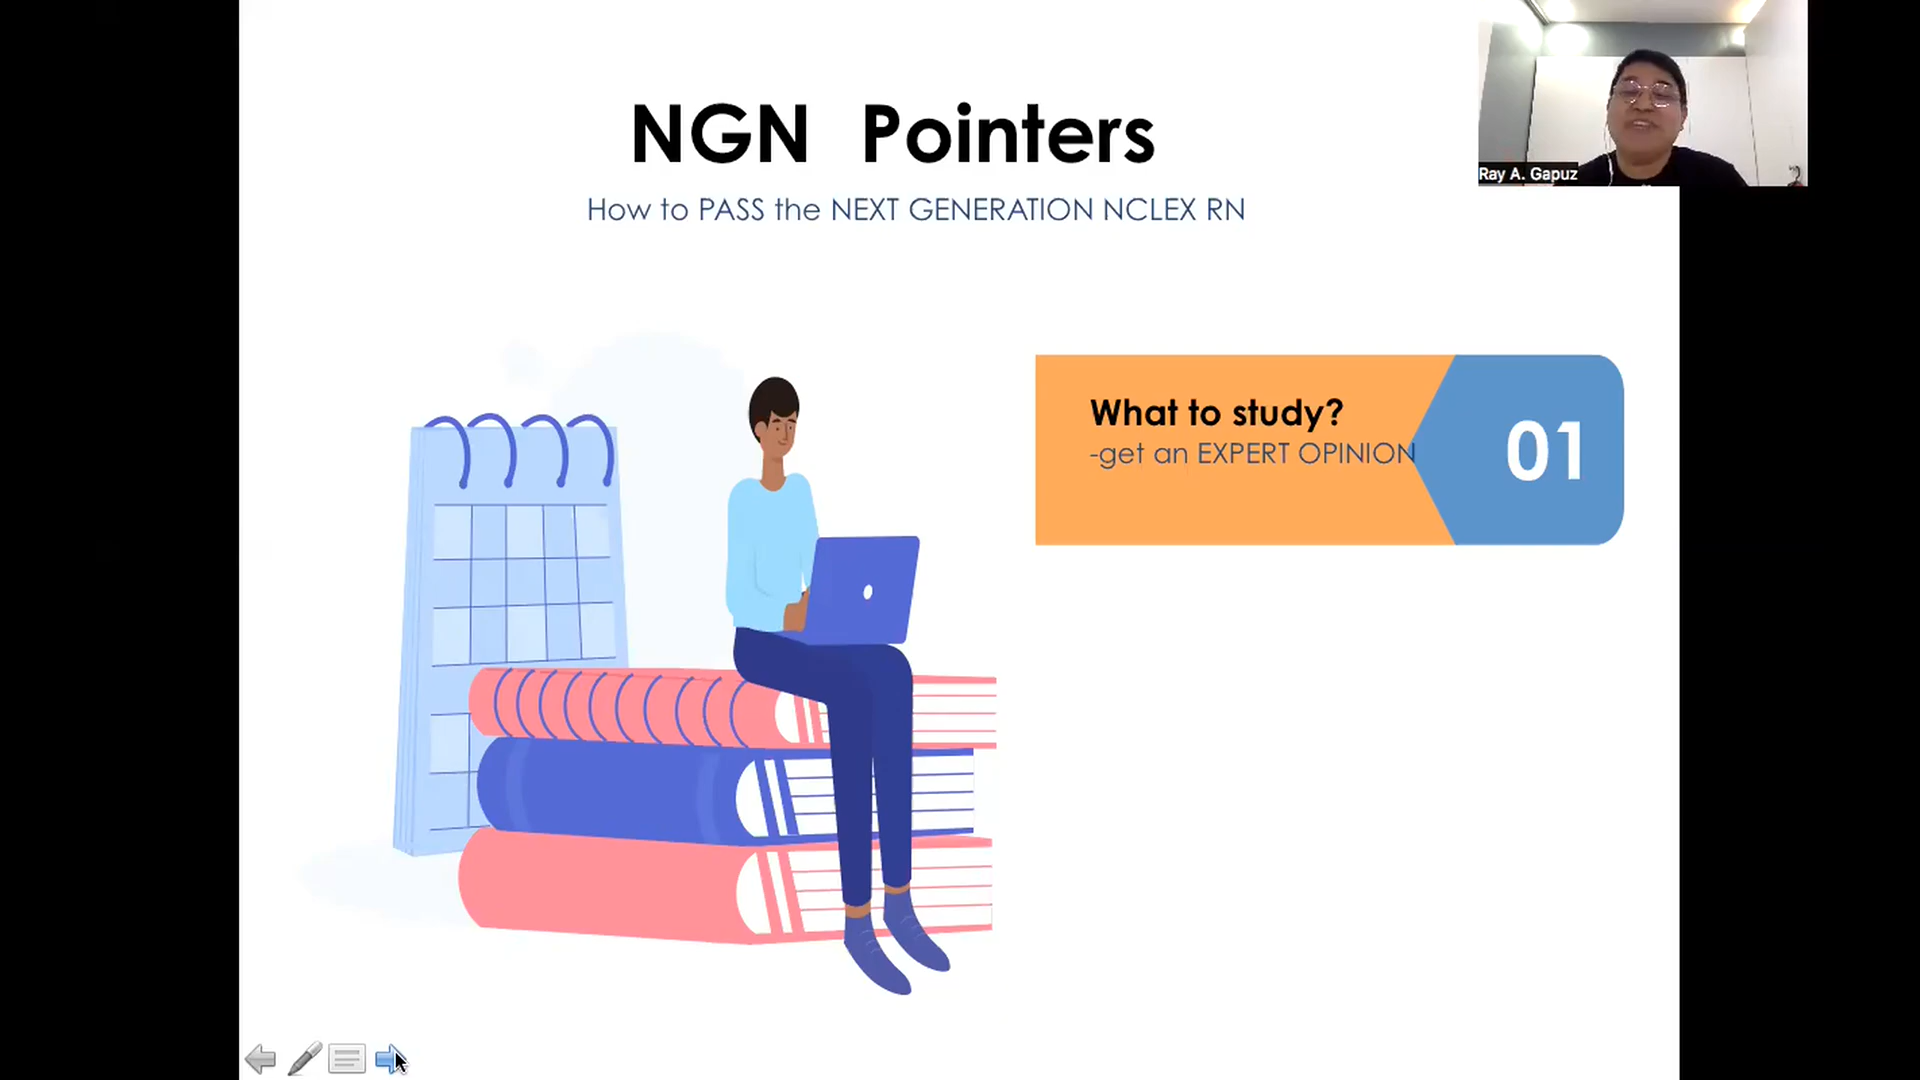 NGN Pointers
How to PASS the NEXT GENERATION NCLEX RN
Ray A. Gapuz
What to study?
-get an EXPERT OPINION
01